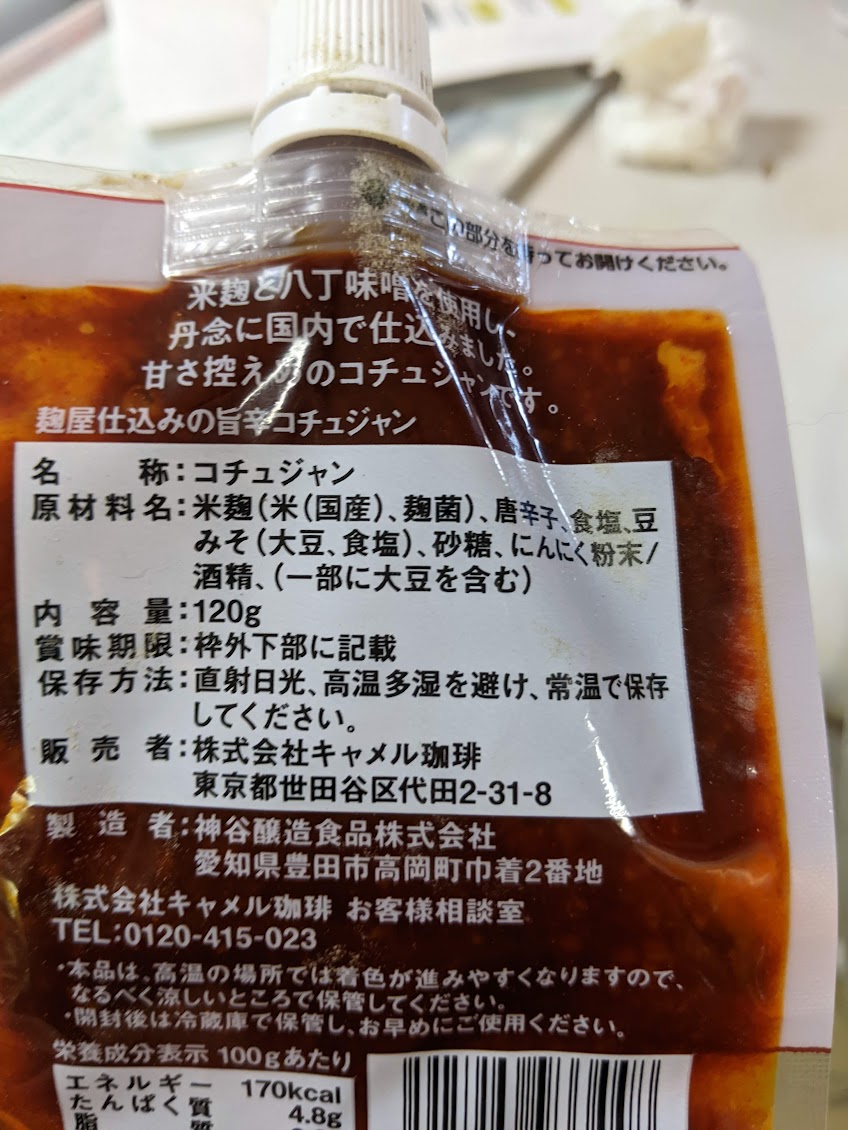 この部分を持ってお開けください。
米麹と八丁味噌を使用し、
丹念に国内で仕込みました。
甘さ控えめのコチュジャンです。
麹屋仕込みの旨辛コチュジャン
名称:コチュジャン
原材料名:米麹(米(国産)、麹菌)、唐辛子、食塩、豆
みそ(大豆、食塩)、砂糖、にんにく粉末/
酒精、(一部に大豆を含む)
内容量:120g
賞味期限:枠外下部に記載
保存方法:直射日光、高温多湿を避け、常温で保存
してください。
販売者:株式会社キャメル珈琲
東京都世田谷区代田2-31-8
製造者:神谷醸造食品株式会社
愛知県豊田市高岡町巾着2番地
株式会社キャメル珈琲 お客様相談室
TEL:0120-415-023
・本品は、高温の場所では着色が進みやすくなりますので、
なるべく涼しいところで保管してください。
・開封後は冷蔵庫で保管し、お早めにご使用ください。
栄養成分表示 100gあたり
エネルギー 170kcal
たんぱく質 4.8g
脂質